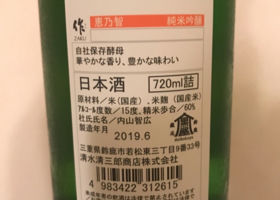 作 恵乃智 純米吟醸
ZAKU
自社保存酵母
華やかな香り、豊かな味わい
日本酒 720ml詰
原材料／米(国産)、米麹(国産米)
アルコール度数／15度、精米歩合／60%
杜氏氏名／内山智広
製造年月 2019.6
三重県鈴鹿市若松東三丁目9番33号
清水清三郎商店株式会社
4 983422 312615